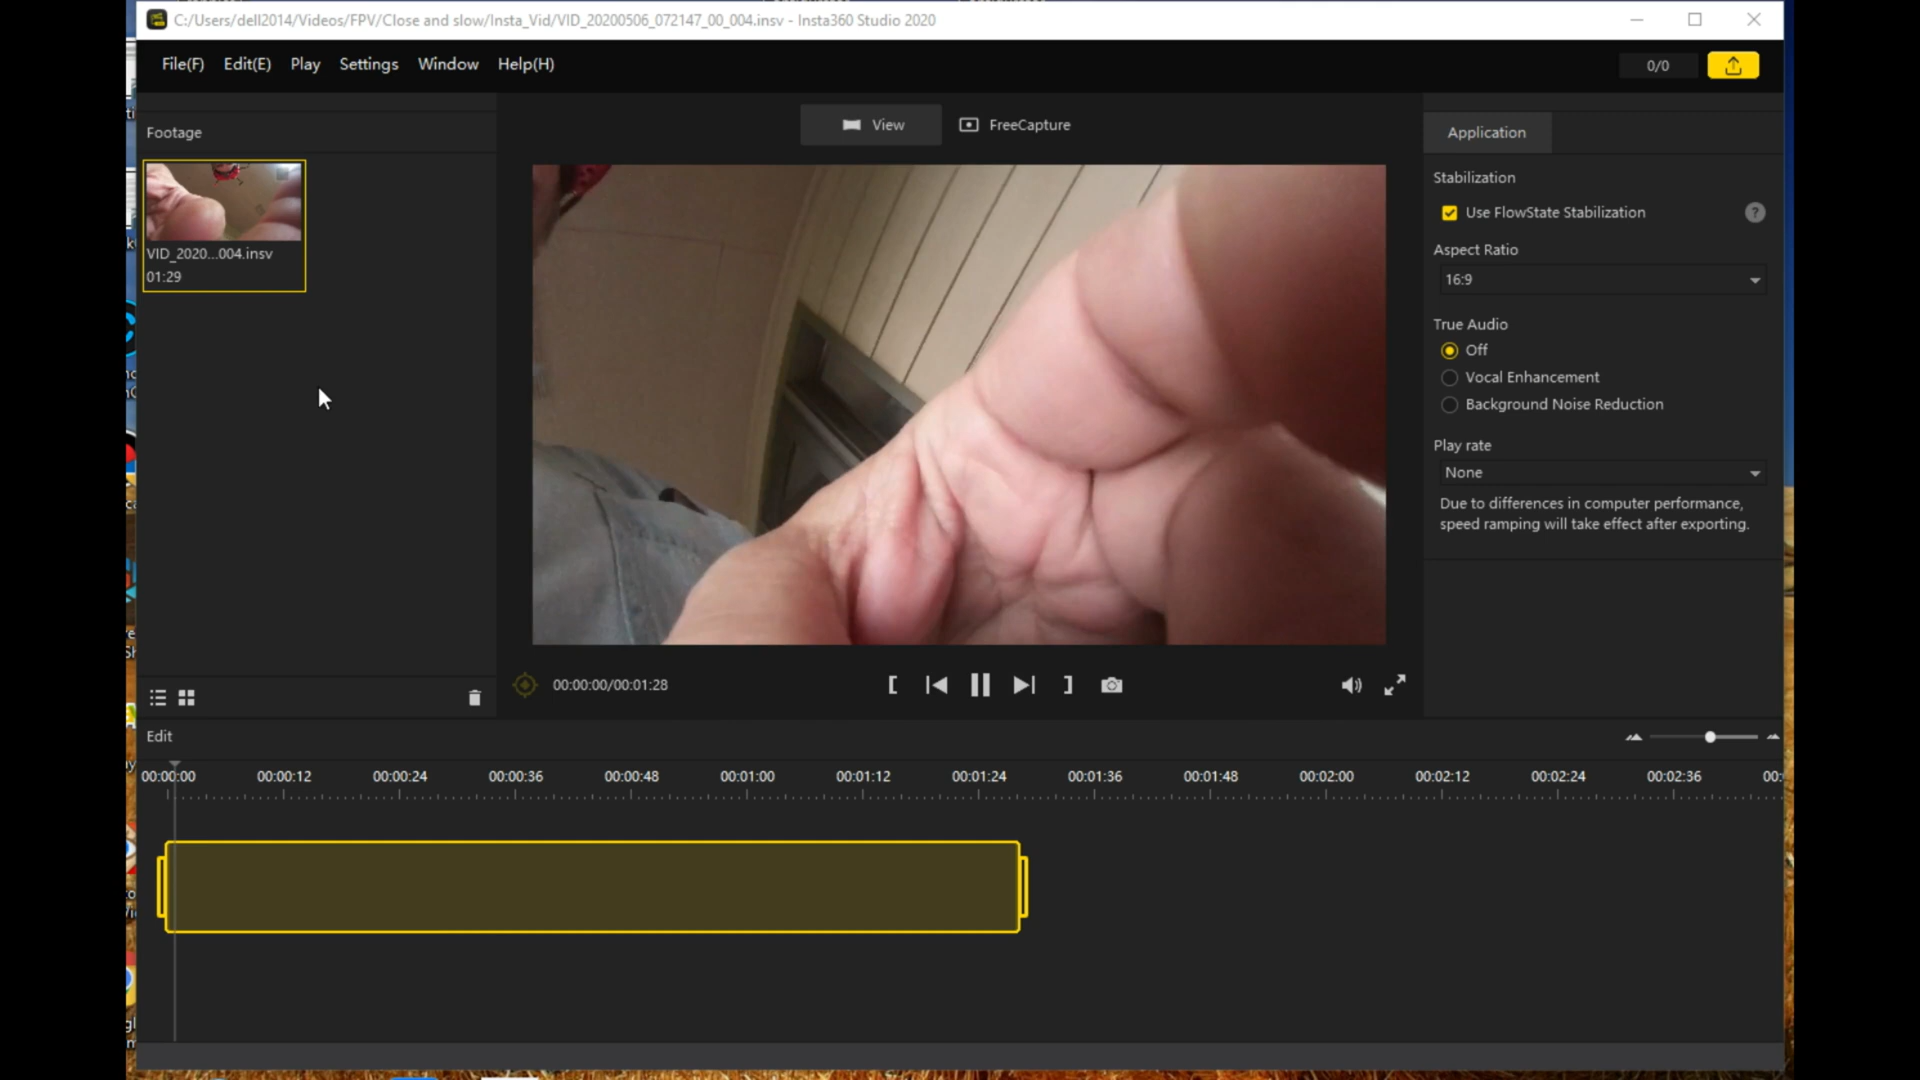 C:/Users/dell2014/Videos/FPV/Close and slow/Insta_Vid/VID_20200506_072147_00_004.insv - Insta360 Studio 2020
File(F) Edit(E) Play Settings Window Help(H)
0/0
Footage
View
FreeCapture
Application
VID_2020...004.insv
01:29
Stabilization
Use FlowState Stabilization
?
Aspect Ratio
16:9
True Audio
Off
Vocal Enhancement
Background Noise Reduction
Play rate
None
Due to differences in computer performance,
speed ramping will take effect after exporting.
00:00:00/00:01:28
Edit
00:00:00 00:00:12 00:00:24 00:00:36 00:00:48 00:01:00 00:01:12 00:01:24 00:01:36 00:01:48 00:02:00 00:02:12 00:02:24 00:02:36 00: